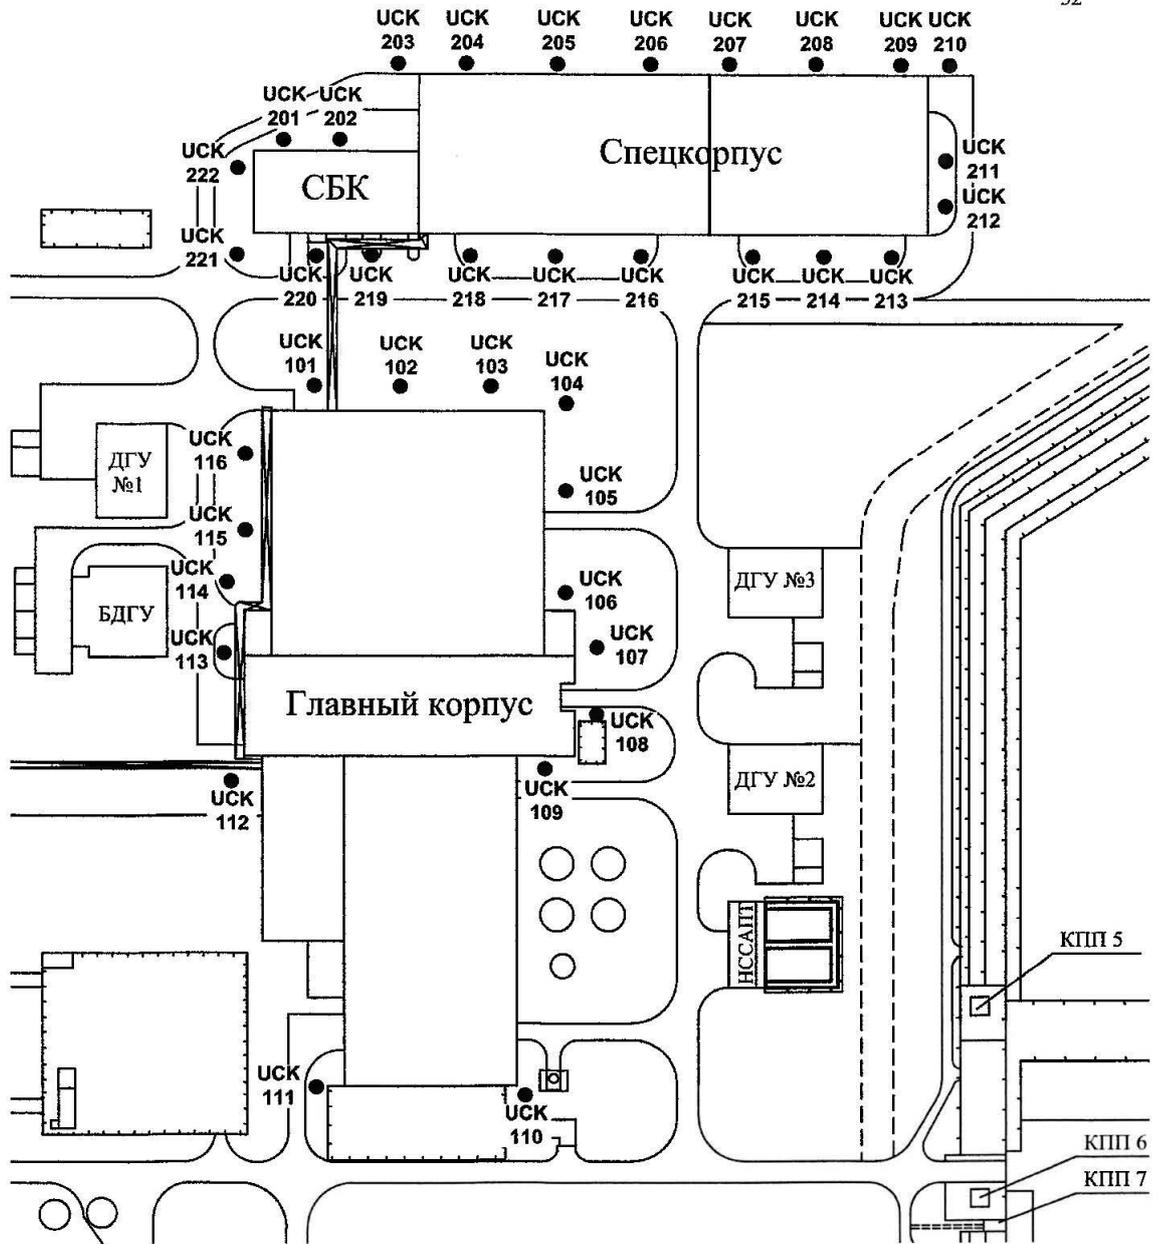 UCK UCK UCK UCK UCK UCK UCK UCK
203 204 205 206 207 208 209 210
UCK UCK
201 202
UCK
222
СБК
Спецкорпус
UCK
211
UCK
212
UCK
221
UCK UCK UCK UCK UCK UCK UCK UCK
220 219 218 217 216 215 214 213
UCK UCK UCK UCK
101 102 103 104
UCK
116
ДГУ
№1
UCK
105
UCK
115
UCK
114
БДГУ
UCK
106
ДГУ №3
UCK
113
UCK
107
Главный корпус
UCK
108
ДГУ №2
UCK
112
UCK
109
НССАПТ
КПП 5
UCK
111
UCK
110
КПП 6
КПП 7